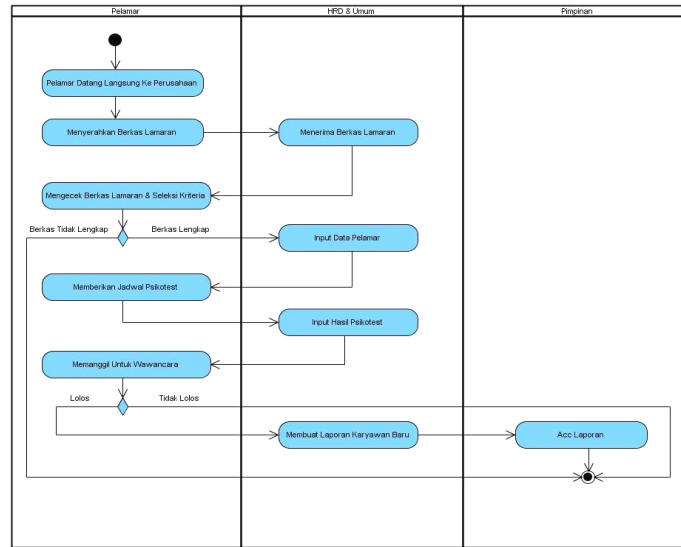 Pelamar
HRD & Umum
Pimpinan
Pelamar Datang Langsung Ke Perusahaan
Menyerahkan Berkas Lamaran
Menerima Berkas Lamaran
Mengecek Berkas Lamaran & Seleksi Kriteria
Berkas Tidak Lengkap
Berkas Lengkap
Input Data Pelamar
Memberikan Jadwal Psikotest
Input Hasil Psikotest
Memanggil Untuk Wawancara
Lolos
Tidak Lolos
Membuat Laporan Karyawan Baru
Acc Laporan